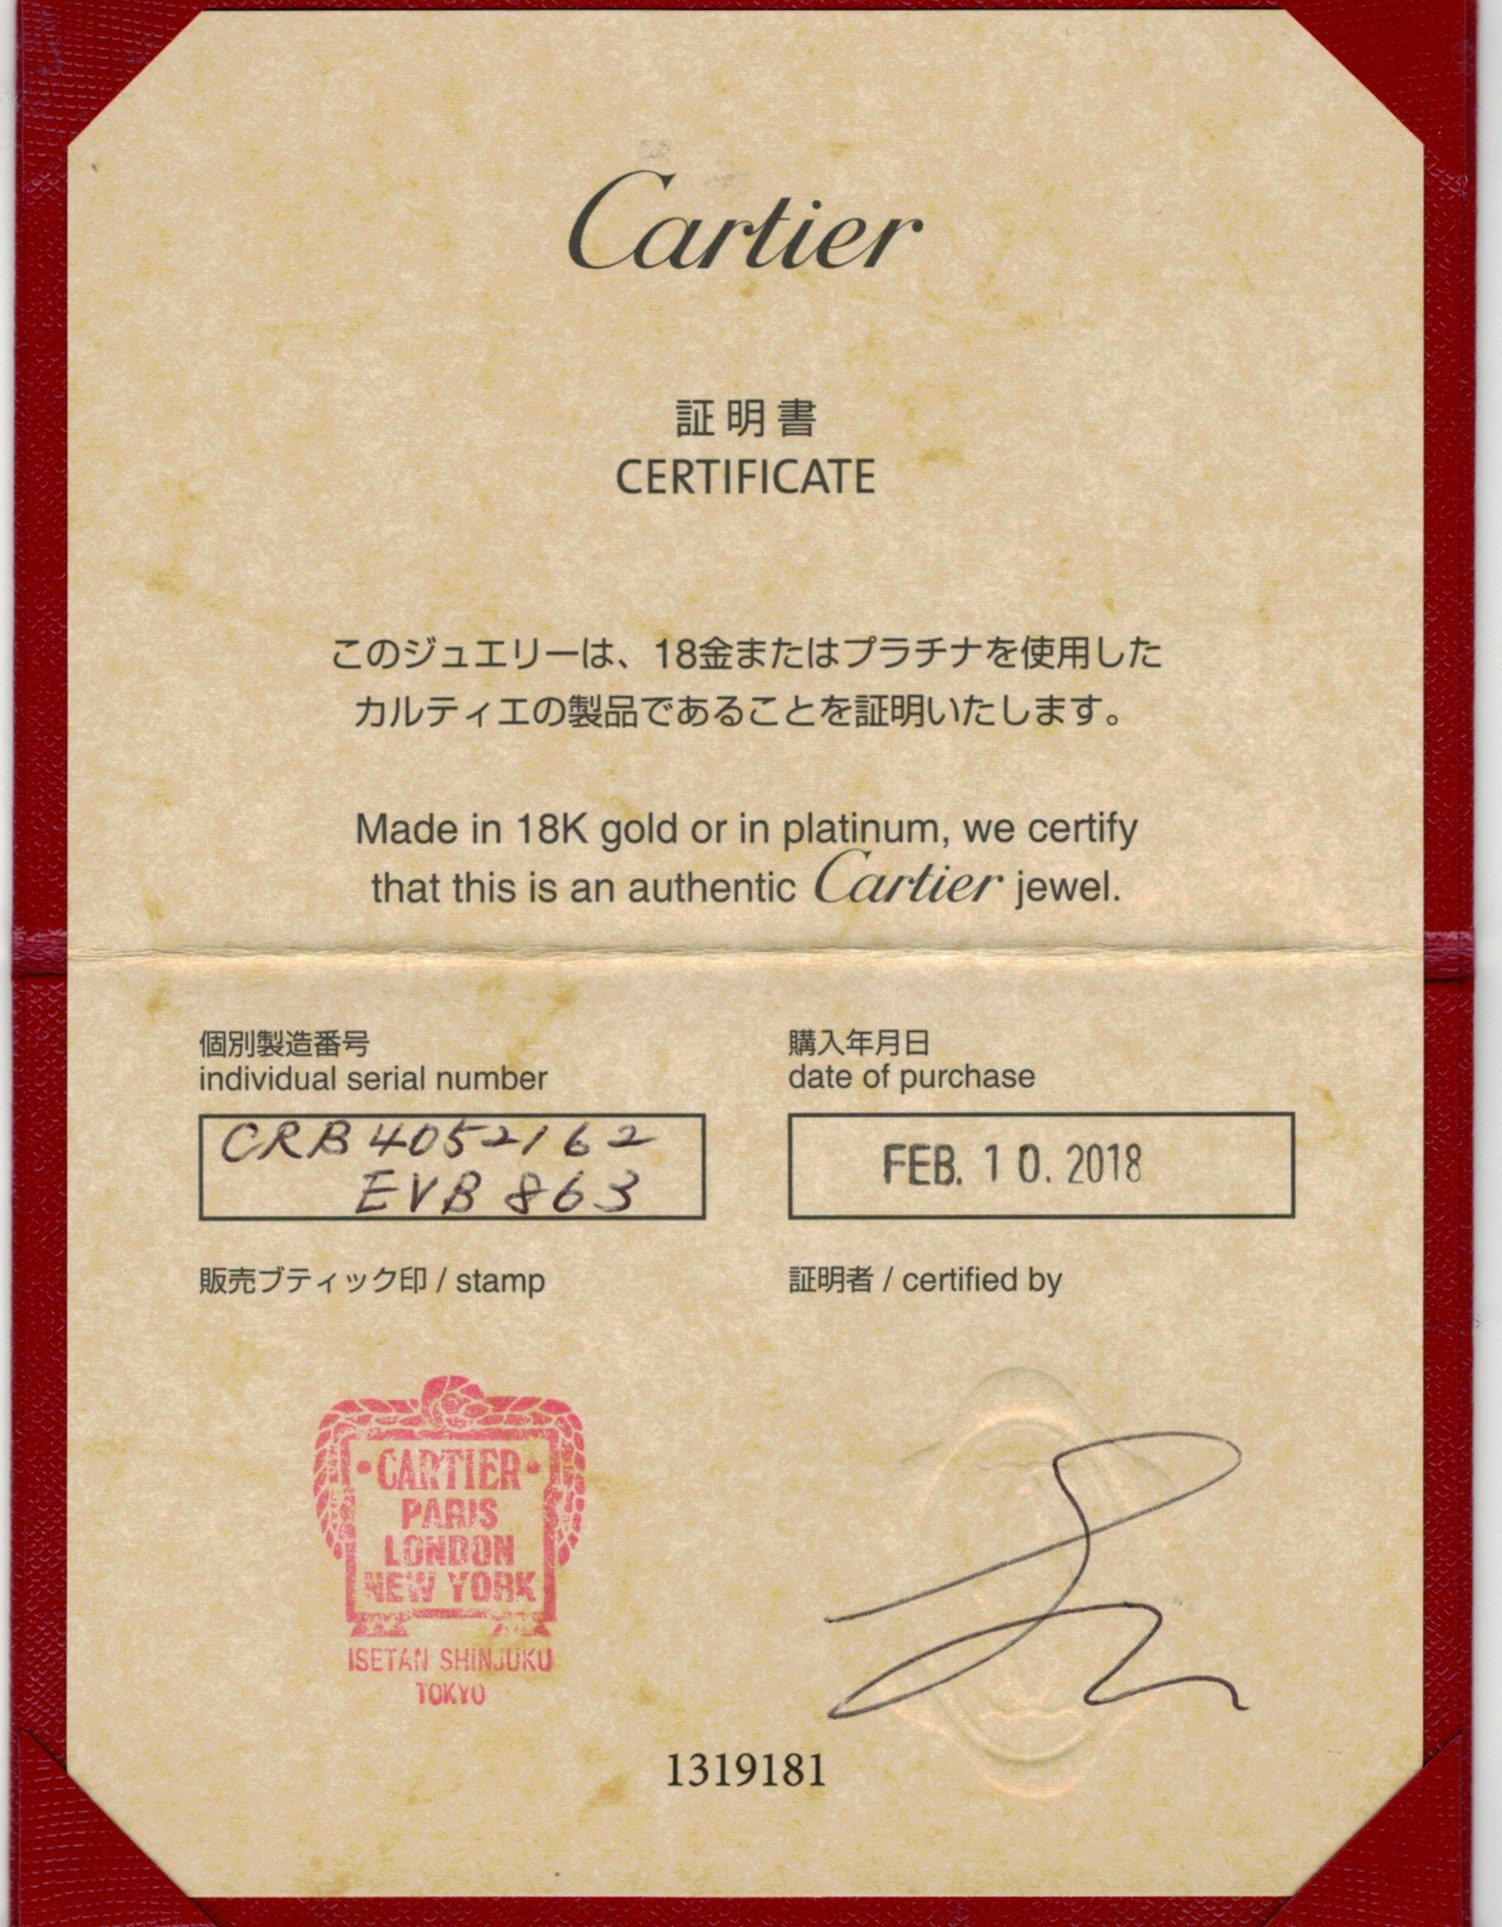 Cartier
証明書
CERTIFICATE
このジュエリーは、18金またはプラチナを使用した
カルティエの製品であることを証明いたします。
Made in 18K gold or in platinum, we certify
that this is an authentic Cartier jewel.
個別製造番号
individual serial number
CRB4052162
EVB863
購入年月日
date of purchase
FEB. 10. 2018
販売ブティック印 / stamp
証明者 / certified by
·CARTIER·
PARIS
LONDON
NEW YORK
ISETAN SHINJUKU
TOKYO
1319181